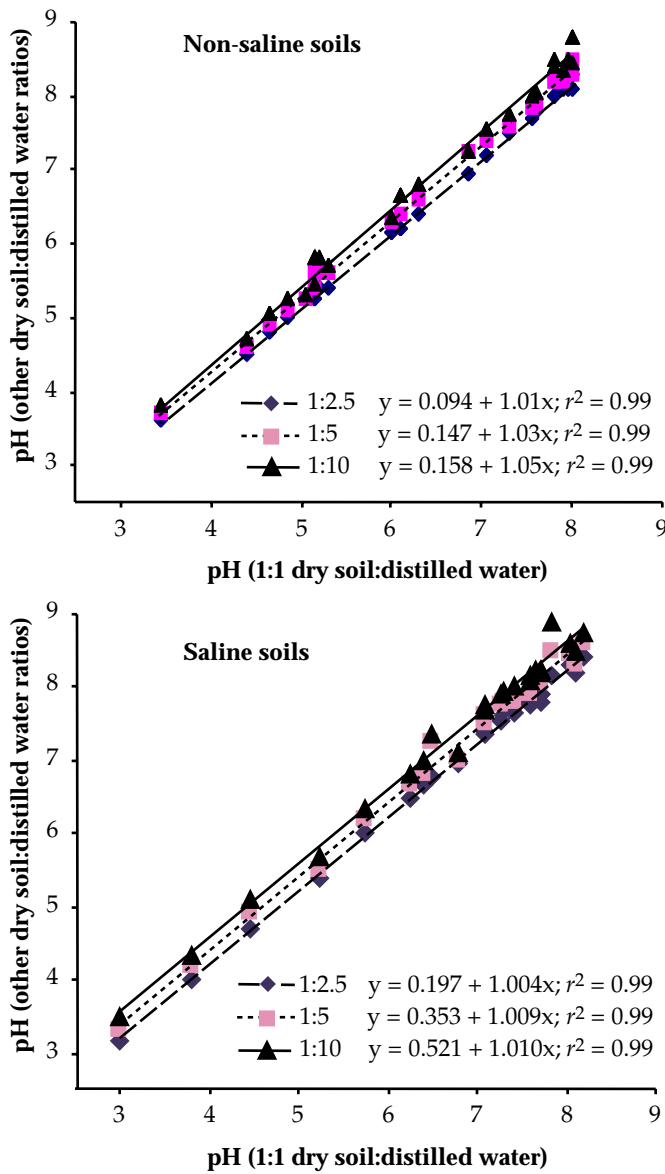 9
Non-saline soils
8
7
6
5
4
3
pH (other dry soil:distilled water ratios)
1:2.5 y = 0.094 + 1.01x; r² = 0.99
1:5 y = 0.147 + 1.03x; r² = 0.99
1:10 y = 0.158 + 1.05x; r² = 0.99
3 4 5 6 7 8 9
pH (1:1 dry soil:distilled water)
9
Saline soils
8
7
6
5
4
3
pH (other dry soil:distilled water ratios)
1:2.5 y = 0.197 + 1.004x; r² = 0.99
1:5 y = 0.353 + 1.009x; r² = 0.99
1:10 y = 0.521 + 1.010x; r² = 0.99
3 4 5 6 7 8 9
pH (1:1 dry soil:distilled water)